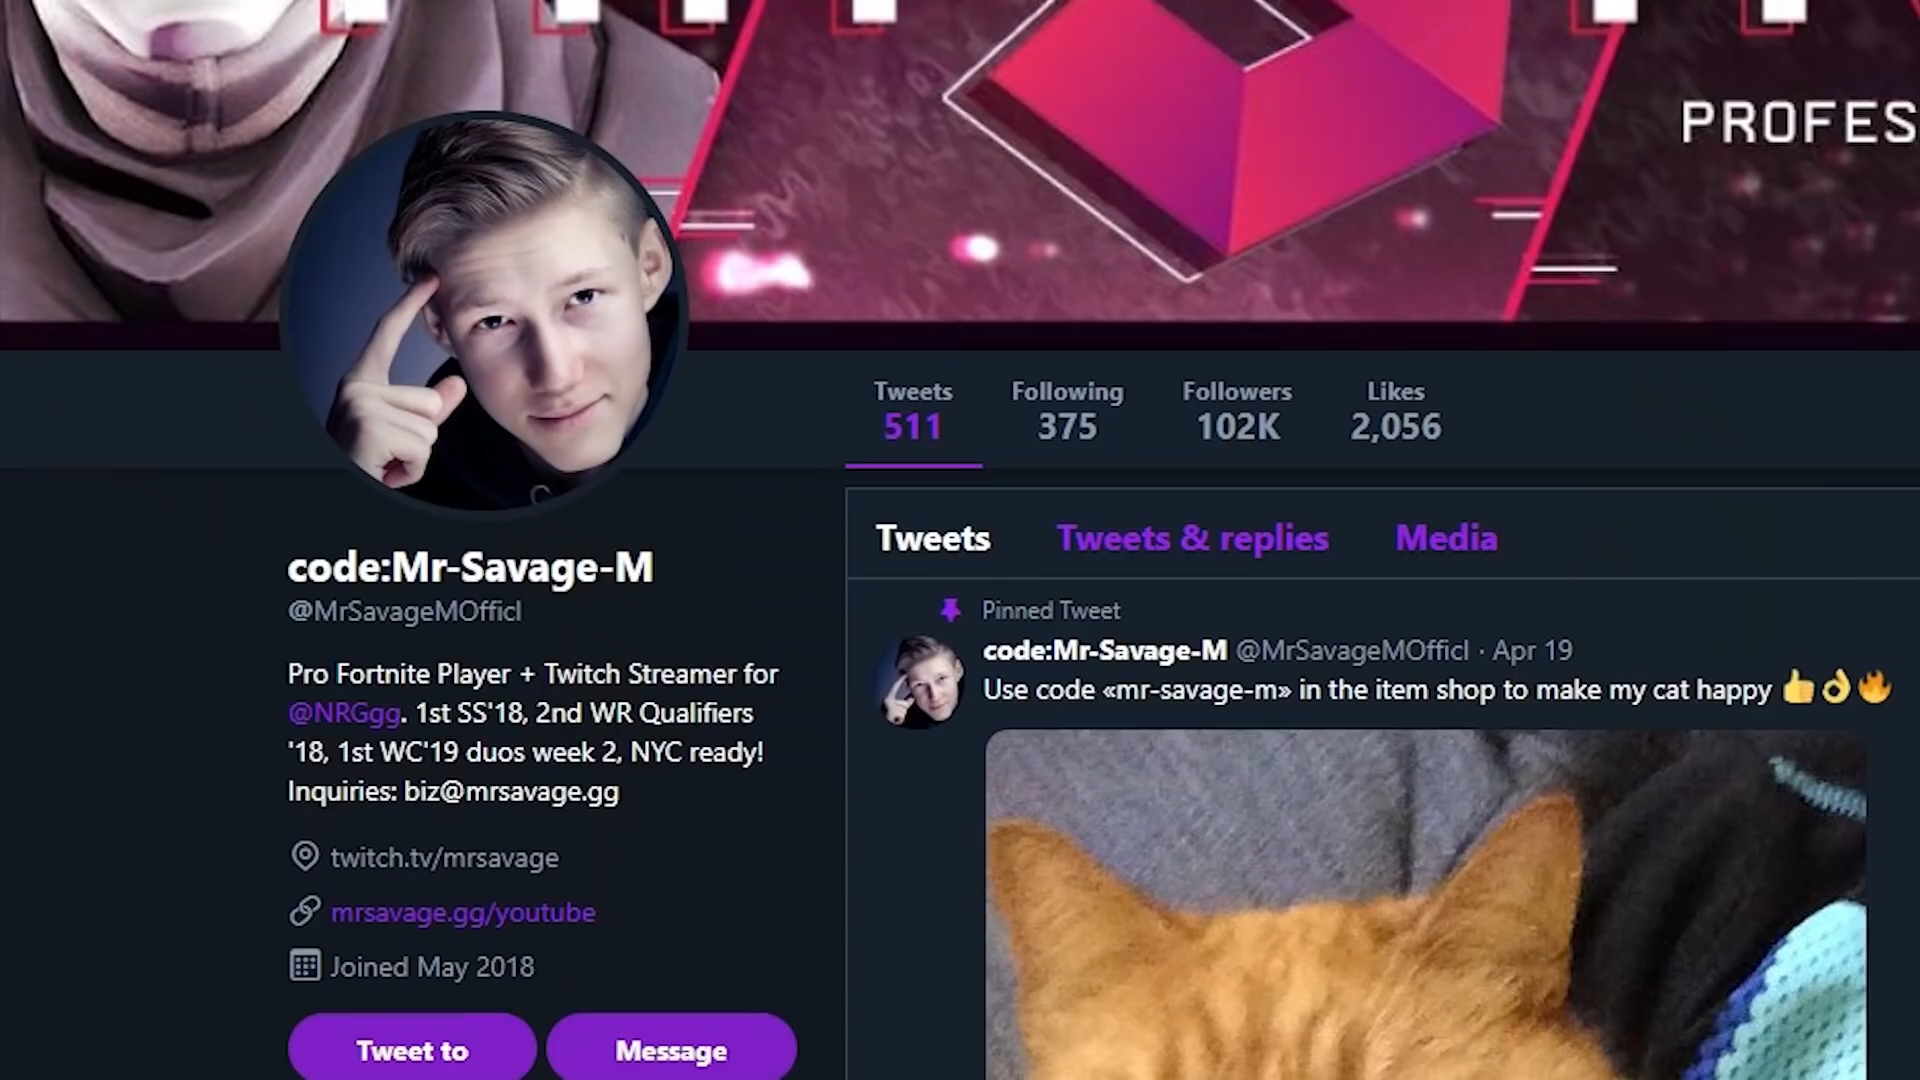 PROFES
Tweets Following Followers Likes
511 375 102K 2,056
code:Mr-Savage-M
@MrSavageMOfficl
Pro Fortnite Player + Twitch Streamer for
@NRGgg. 1st SS'18, 2nd WR Qualifiers
'18, 1st WC'19 duos week 2, NYC ready!
Inquiries: biz@mrsavage.gg
twitch.tv/mrsavage
mrsavage.gg/youtube
Joined May 2018
Tweet to Message
Tweets Tweets & replies Media
Pinned Tweet
code:Mr-Savage-M @MrSavageMOfficl · Apr 19
Use code «mr-savage-m» in the item shop to make my cat happy 👍👌🔥